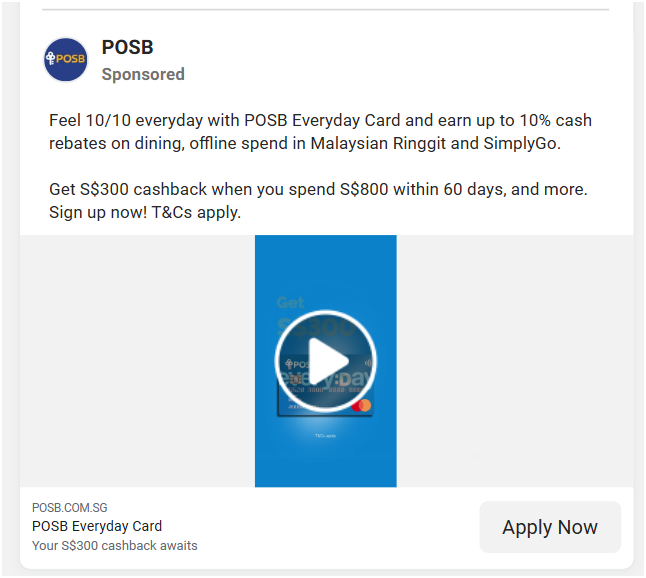 POSB
POSB
Sponsored
Feel 10/10 everyday with POSB Everyday Card and earn up to 10% cash
rebates on dining, offline spend in Malaysian Ringgit and SimplyGo.
Get S$300 cashback when you spend S$800 within 60 days, and more.
Sign up now! T&Cs apply.
Get
S$300
POSB
everyday
T&Cs apply
POSB.COM.SG
POSB Everyday Card
Your S$300 cashback awaits
Apply Now